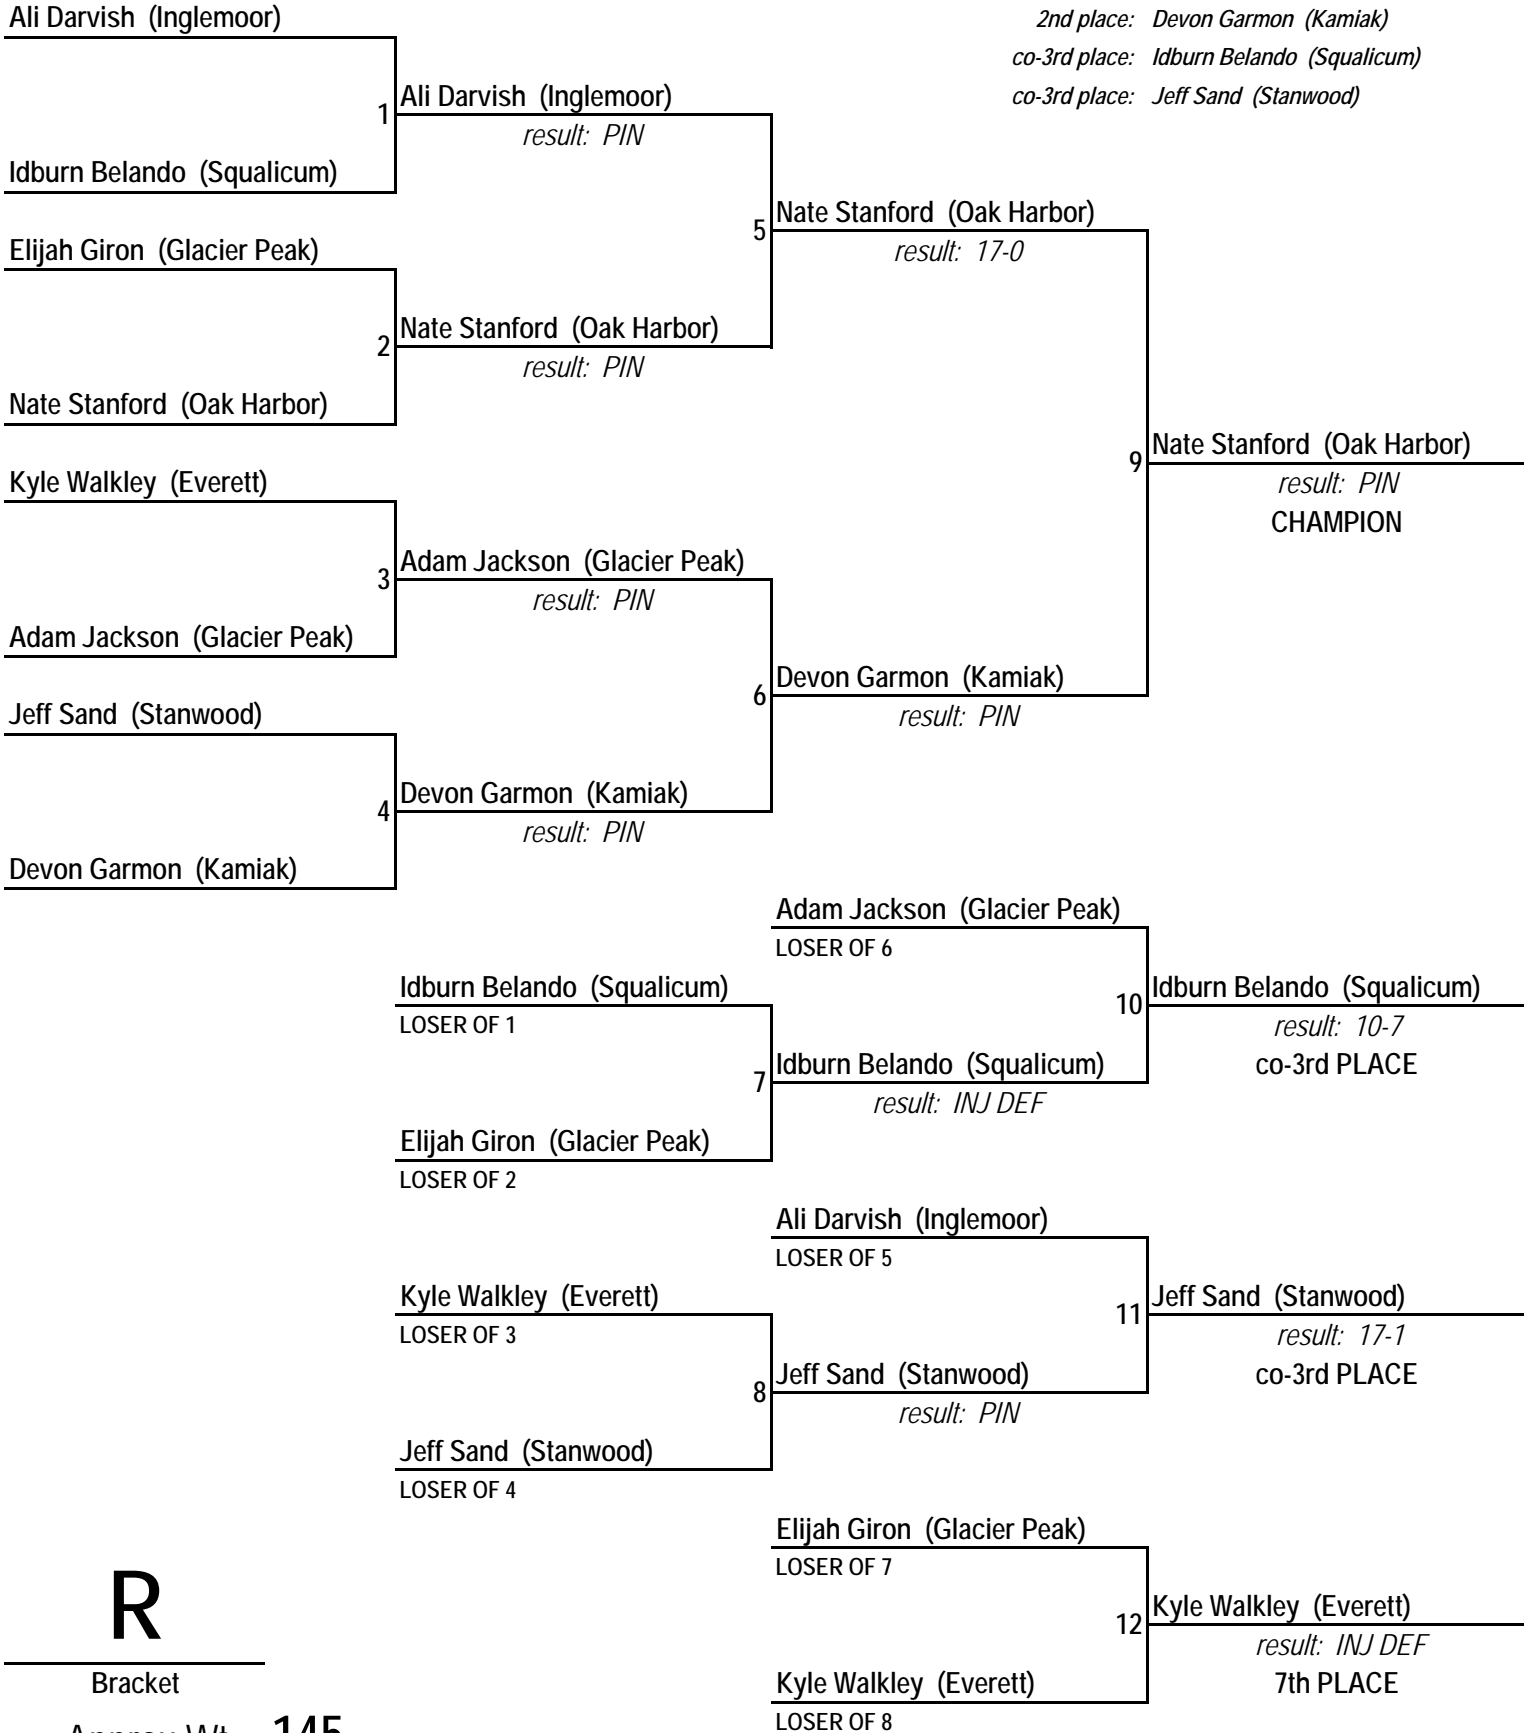 Ali Darvish (Inglemoor)
2nd place: Devon Garmon (Kamiak)
co-3rd place: Idburn Belando (Squalicum)
co-3rd place: Jeff Sand (Stanwood)
1 Ali Darvish (Inglemoor)
result: PIN
Idburn Belando (Squalicum)
5 Nate Stanford (Oak Harbor)
result: 17-0
Elijah Giron (Glacier Peak)
2 Nate Stanford (Oak Harbor)
result: PIN
Nate Stanford (Oak Harbor)
9 Nate Stanford (Oak Harbor)
result: PIN
CHAMPION
Kyle Walkley (Everett)
3 Adam Jackson (Glacier Peak)
result: PIN
Adam Jackson (Glacier Peak)
6 Devon Garmon (Kamiak)
result: PIN
Jeff Sand (Stanwood)
4 Devon Garmon (Kamiak)
result: PIN
Devon Garmon (Kamiak)
Adam Jackson (Glacier Peak)
LOSER OF 6
Idburn Belando (Squalicum)
LOSER OF 1
10 Idburn Belando (Squalicum)
result: 10-7
co-3rd PLACE
7 Idburn Belando (Squalicum)
result: INJ DEF
Elijah Giron (Glacier Peak)
LOSER OF 2
Ali Darvish (Inglemoor)
LOSER OF 5
Kyle Walkley (Everett)
LOSER OF 3
11 Jeff Sand (Stanwood)
result: 17-1
co-3rd PLACE
8 Jeff Sand (Stanwood)
result: PIN
Jeff Sand (Stanwood)
LOSER OF 4
Elijah Giron (Glacier Peak)
LOSER OF 7
12 Kyle Walkley (Everett)
result: INJ DEF
7th PLACE
Kyle Walkley (Everett)
LOSER OF 8
R
Bracket
Approx Wt 145